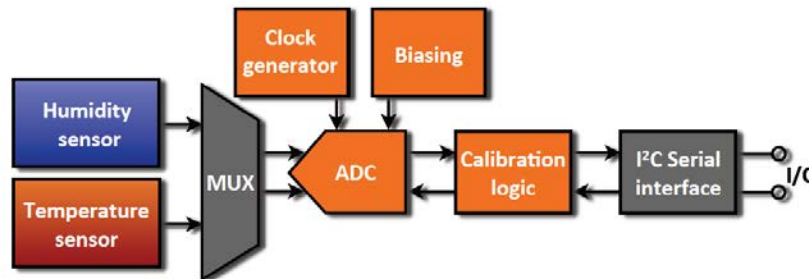 Clock
generator
Biasing
Humidity
sensor
MUX
ADC
Calibration
logic
I²C Serial
interface
Temperature
sensor